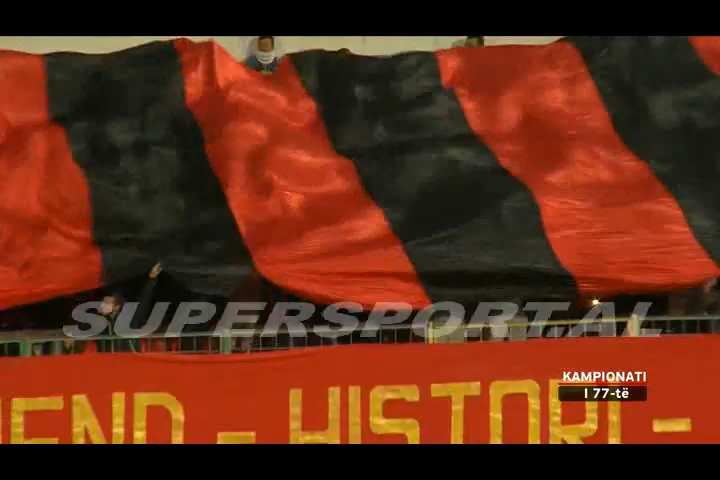 SUPERSPORT.AL
KAMPIONATI
I 77-të
- HISTORI -